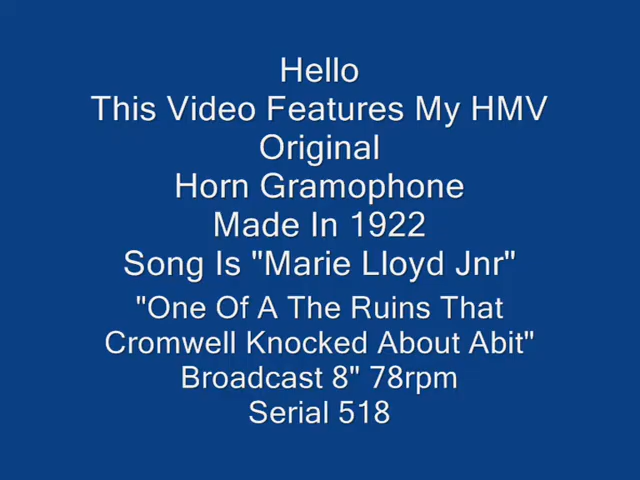 Hello
This Video Features My HMV
Original
Horn Gramophone
Made In 1922
Song Is "Marie Lloyd Jnr"
"One Of A The Ruins That
Cromwell Knocked About Abit"
Broadcast 8" 78rpm
Serial 518